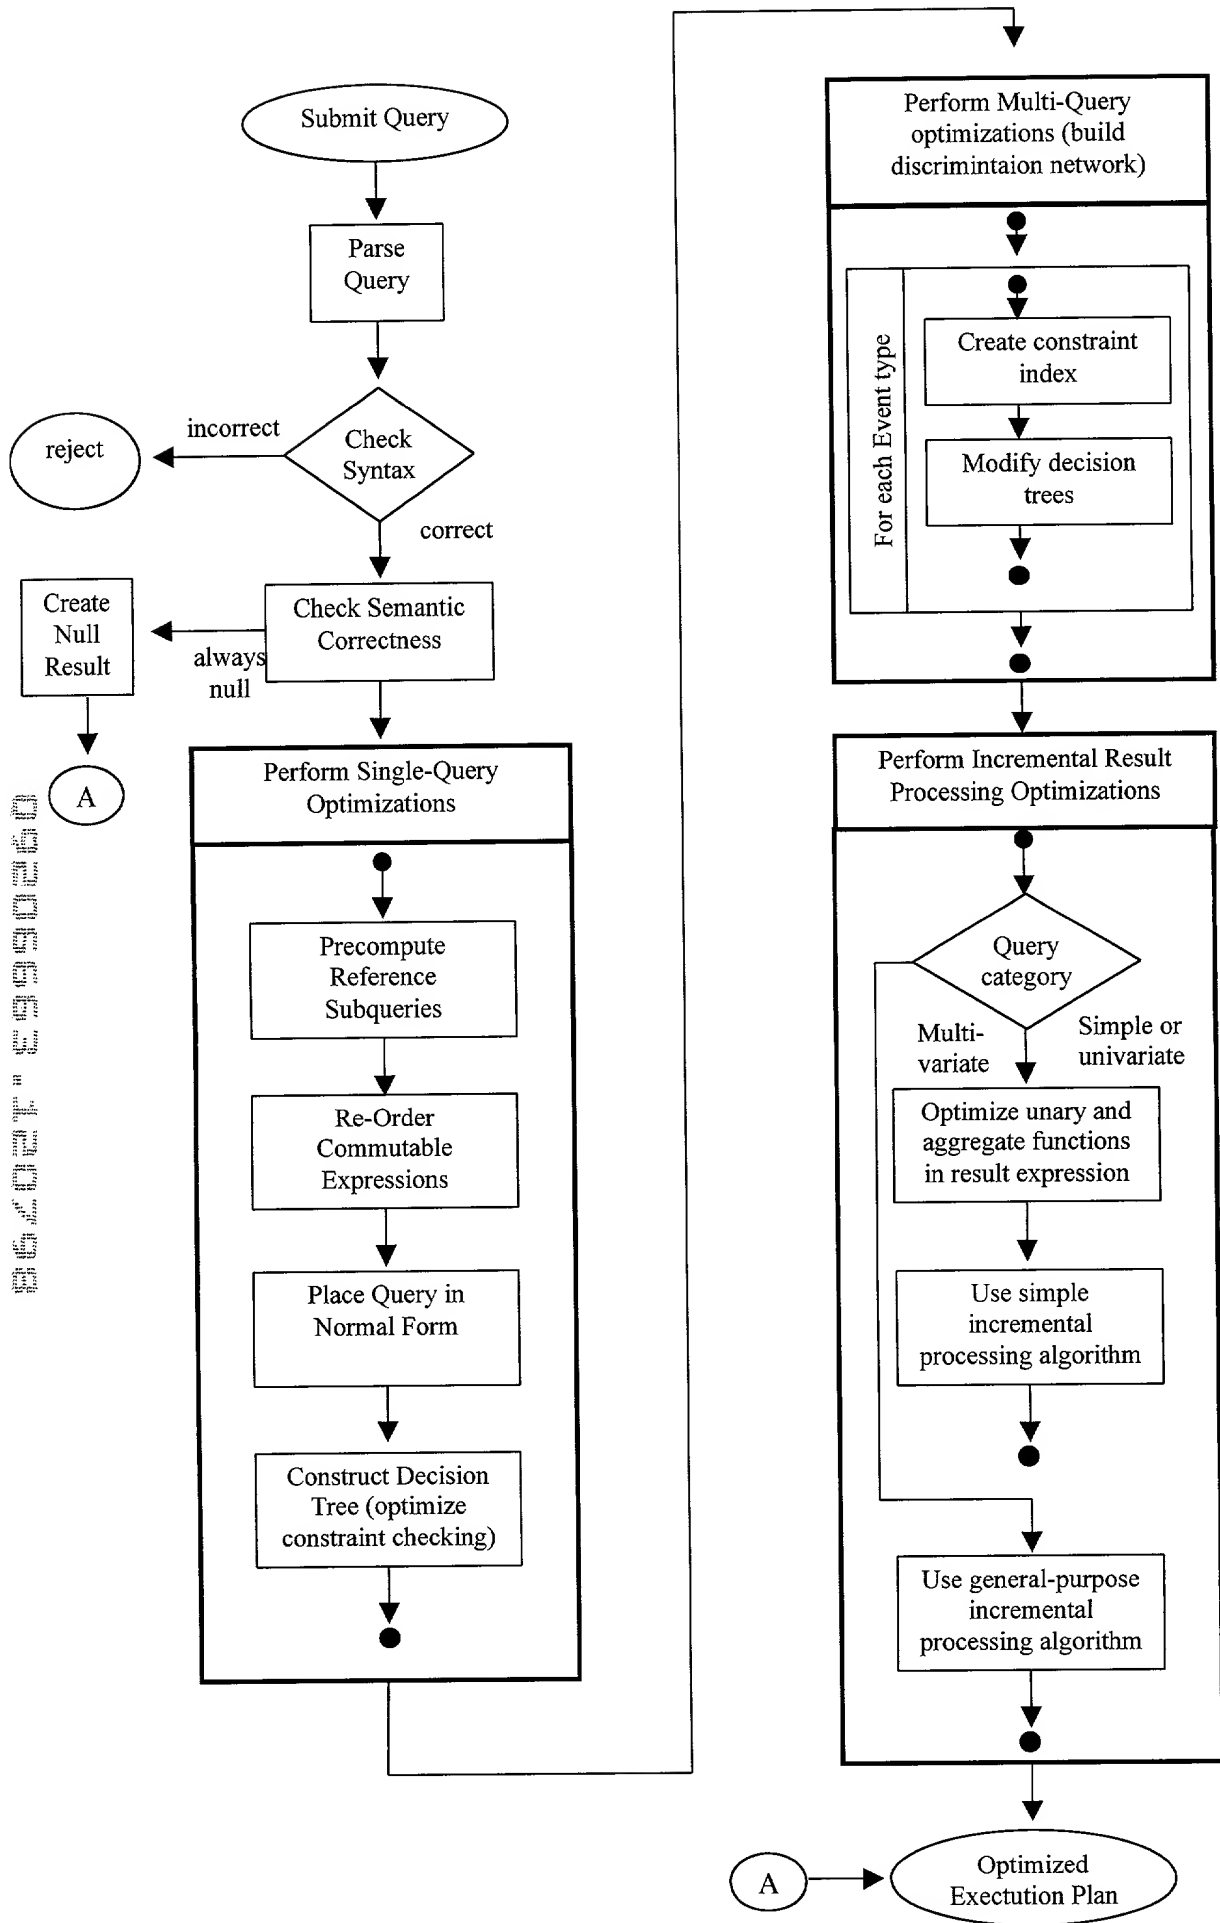 Submit Query
Parse
Query
Check
Syntax
incorrect
reject
correct
Check Semantic
Correctness
always
null
Create
Null
Result
A
Perform Single-Query
Optimizations
Precompute
Reference
Subqueries
Re-Order
Commutable
Expressions
Place Query in
Normal Form
Construct Decision
Tree (optimize
constraint checking)
Perform Multi-Query
optimizations (build
discrimintaion network)
For each Event type
Create constraint
index
Modify decision
trees
Perform Incremental Result
Processing Optimizations
Query
category
Multi-
variate
Simple or
univariate
Optimize unary and
aggregate functions
in result expression
Use simple
incremental
processing algorithm
Use general-purpose
incremental
processing algorithm
A
Optimized
Exectution Plan